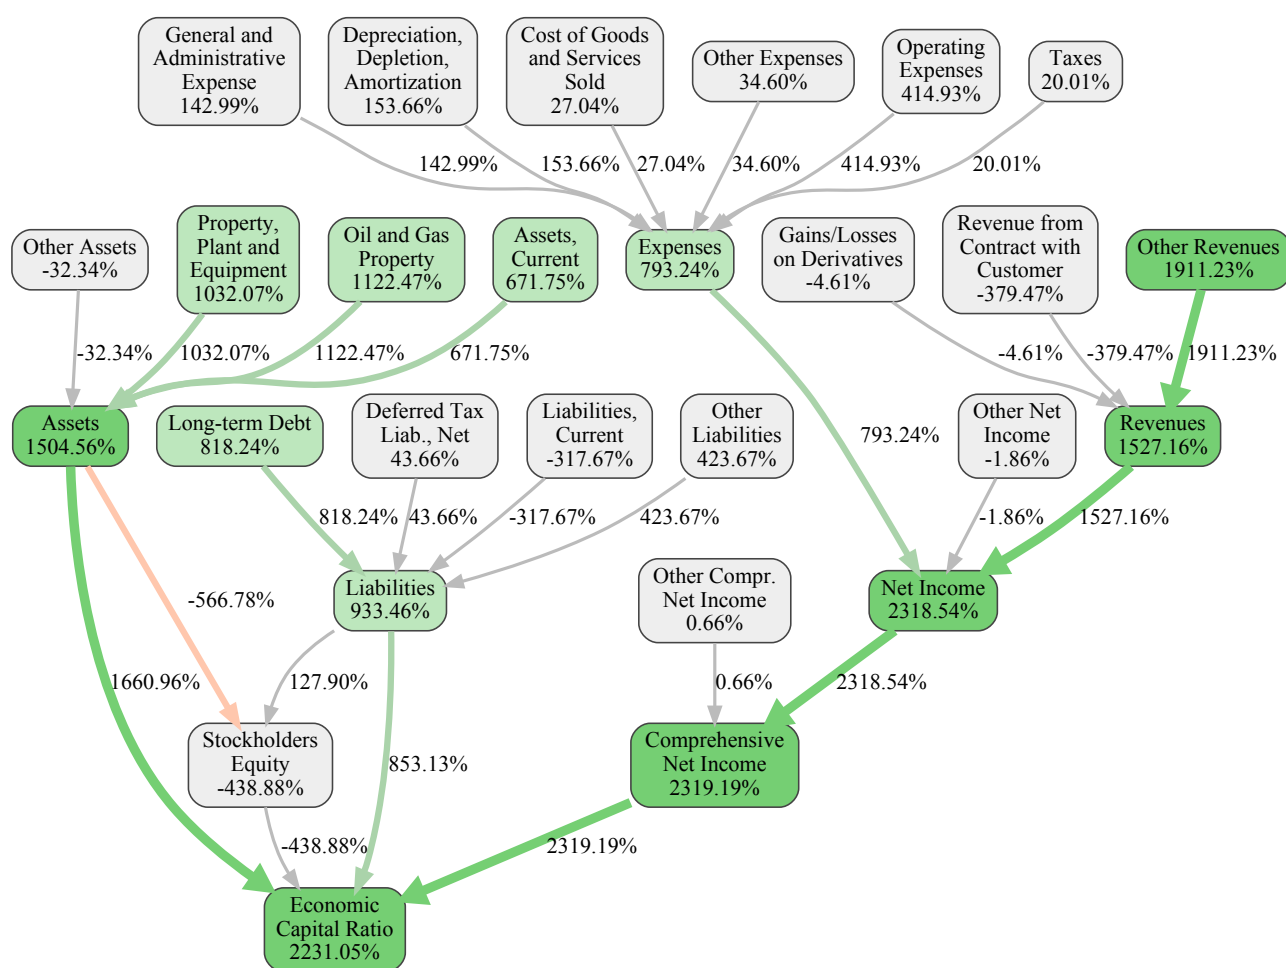 General and
Administrative
Expense
142.99%
Depreciation,
Depletion,
Amortization
153.66%
Cost of Goods
and Services
Sold
27.04%
Other Expenses
34.60%
Operating
Expenses
414.93%
Taxes
20.01%
142.99%
153.66%
27.04%
34.60%
414.93%
20.01%
Other Assets
-32.34%
Property,
Plant and
Equipment
1032.07%
Oil and Gas
Property
1122.47%
Assets,
Current
671.75%
Expenses
793.24%
Gains/Losses
on Derivatives
-4.61%
Revenue from
Contract with
Customer
-379.47%
Other Revenues
1911.23%
-32.34%
1032.07%
1122.47%
671.75%
-4.61%
-379.47%
1911.23%
Assets
1504.56%
Long-term Debt
818.24%
Deferred Tax
Liab., Net
43.66%
Liabilities,
Current
-317.67%
Other
Liabilities
423.67%
793.24%
Other Net
Income
-1.86%
Revenues
1527.16%
818.24%
43.66%
-317.67%
423.67%
-1.86%
1527.16%
-566.78%
Liabilities
933.46%
Other Compr.
Net Income
0.66%
Net Income
2318.54%
1660.96%
127.90%
853.13%
0.66%
2318.54%
Stockholders
Equity
-438.88%
Comprehensive
Net Income
2319.19%
-438.88%
2319.19%
Economic
Capital Ratio
2231.05%